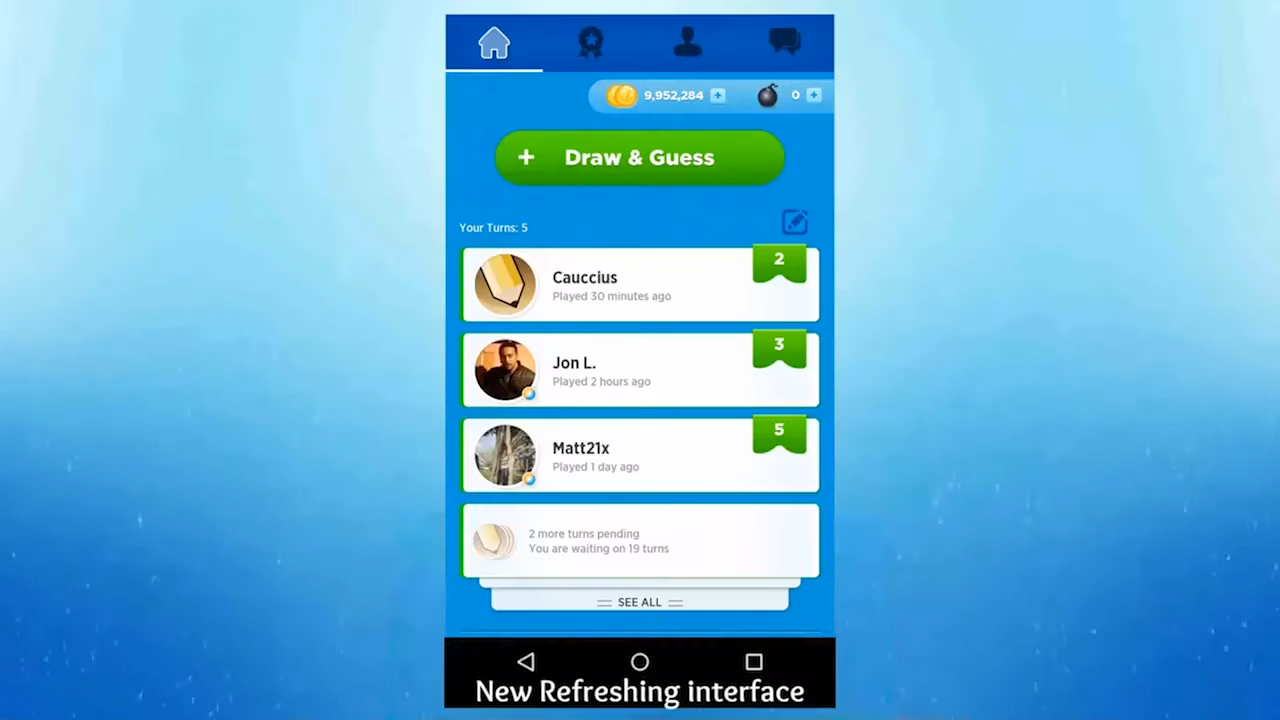 9,952,284
0
+ Draw & Guess
Your Turns: 5
Cauccius
Played 30 minutes ago
2
Jon L.
Played 2 hours ago
3
Matt21x
Played 1 day ago
5
2 more turns pending
You are waiting on 19 turns
SEE ALL
New Refreshing interface